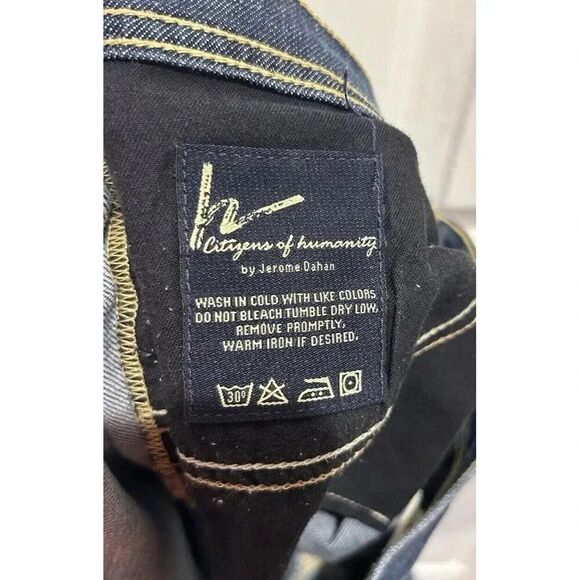 Citizens of humanity
by Jerome Dahan
WASH IN COLD WITH LIKE COLORS
DO NOT BLEACH TUMBLE DRY LOW.
REMOVE PROMPTLY.
WARM IRON IF DESIRED.
30°